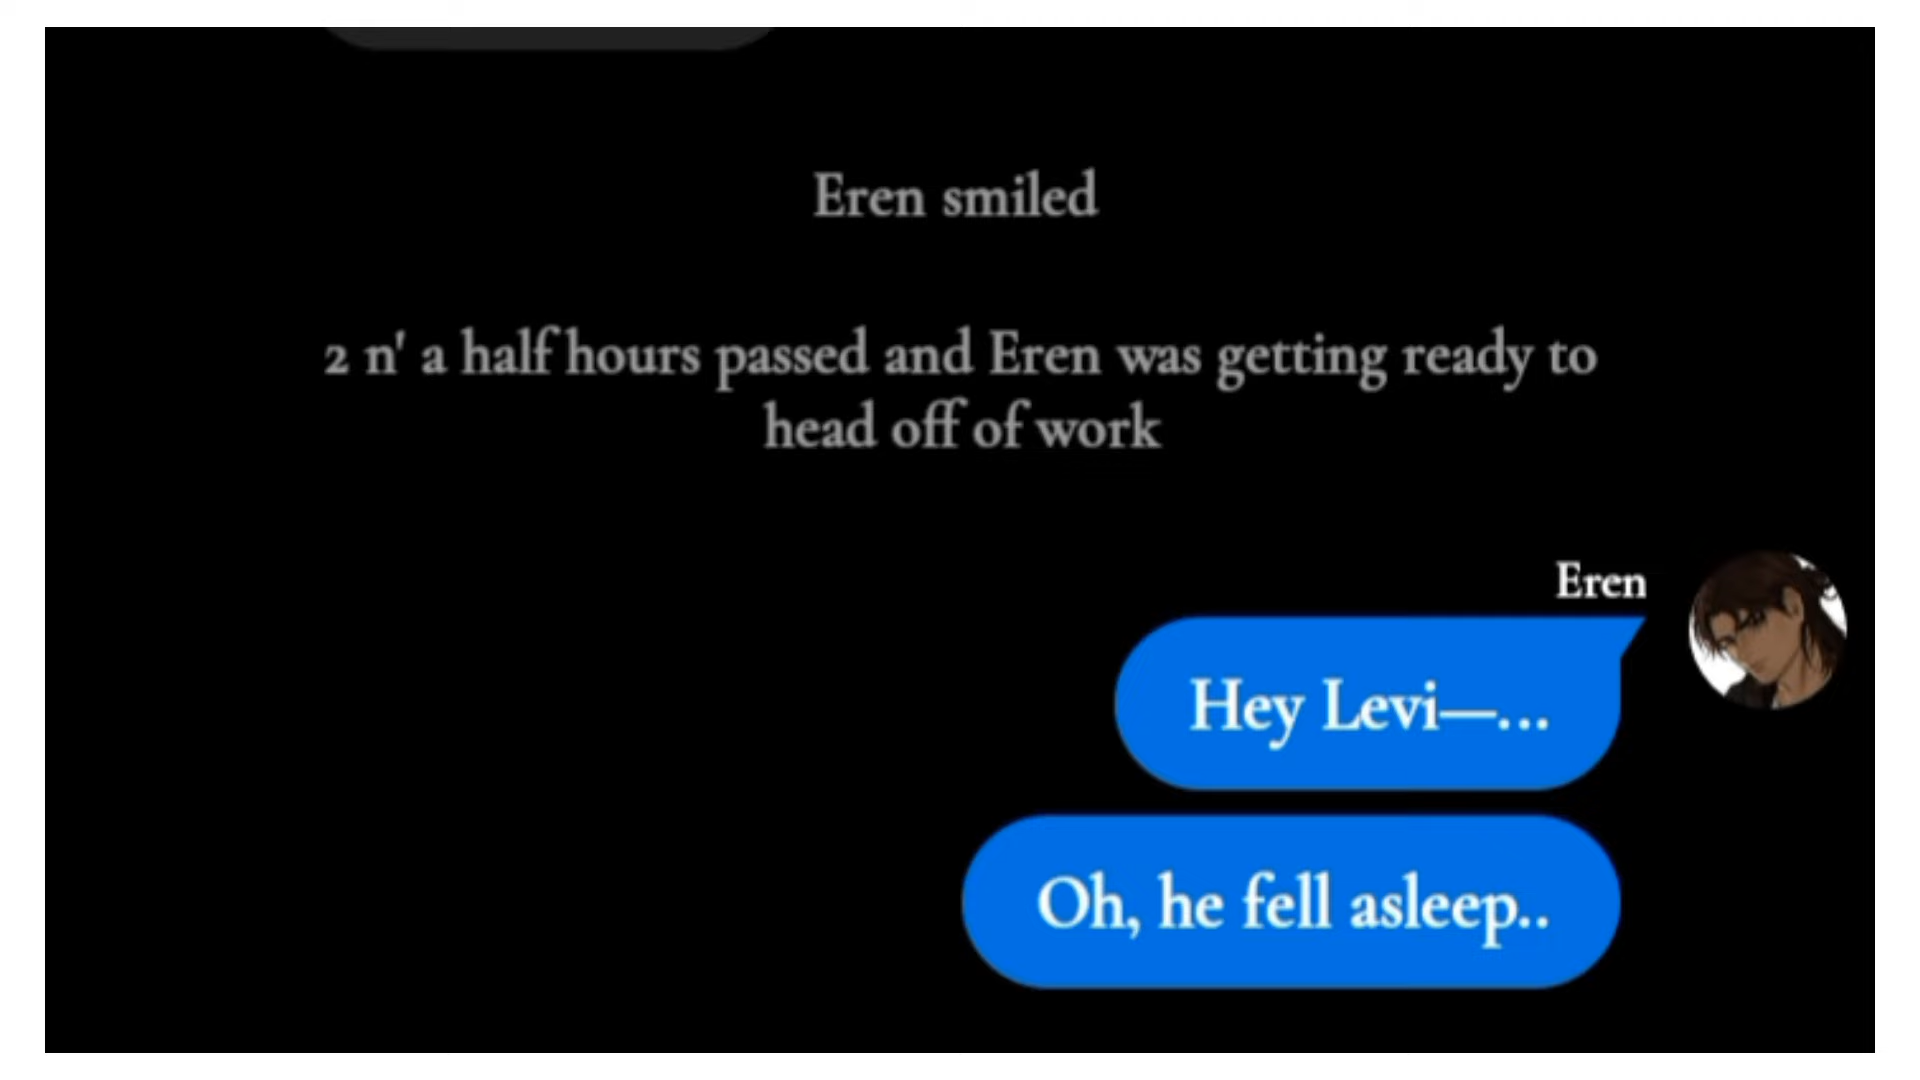 Eren smiled
2 n' a half hours passed and Eren was getting ready to
head off of work
Eren
Hey Levi—...
Oh, he fell asleep..